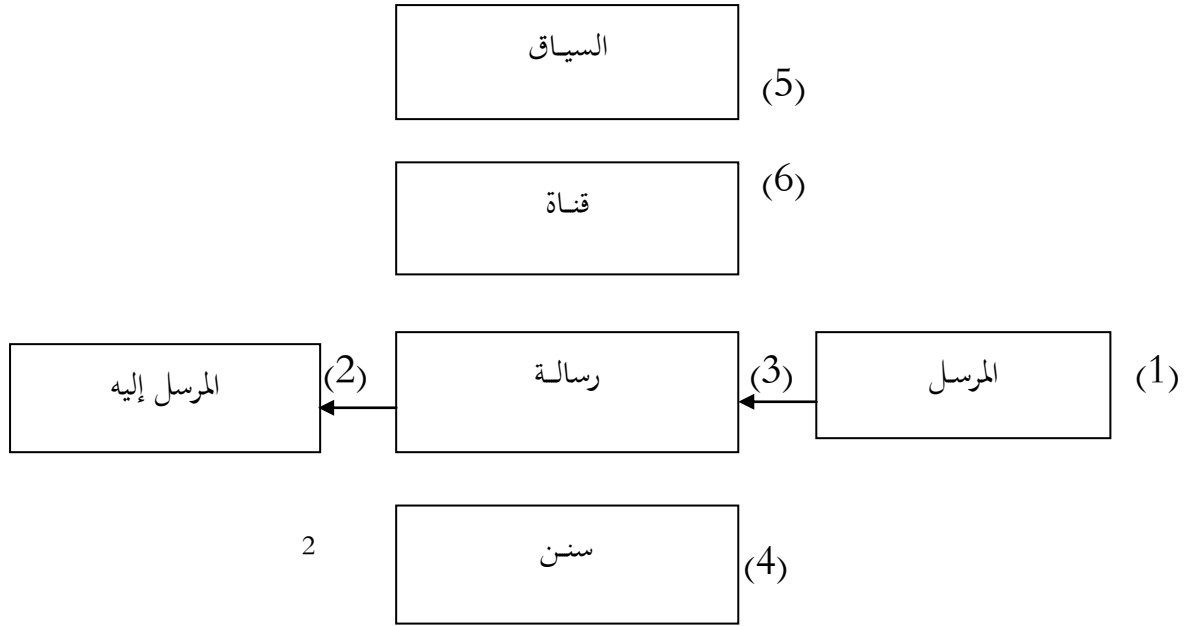 السياق
(5)
قناة
(6)
المرسل
(1)
رسالة
(3)
المرسل إليه
(2)
سنن
(4)
2